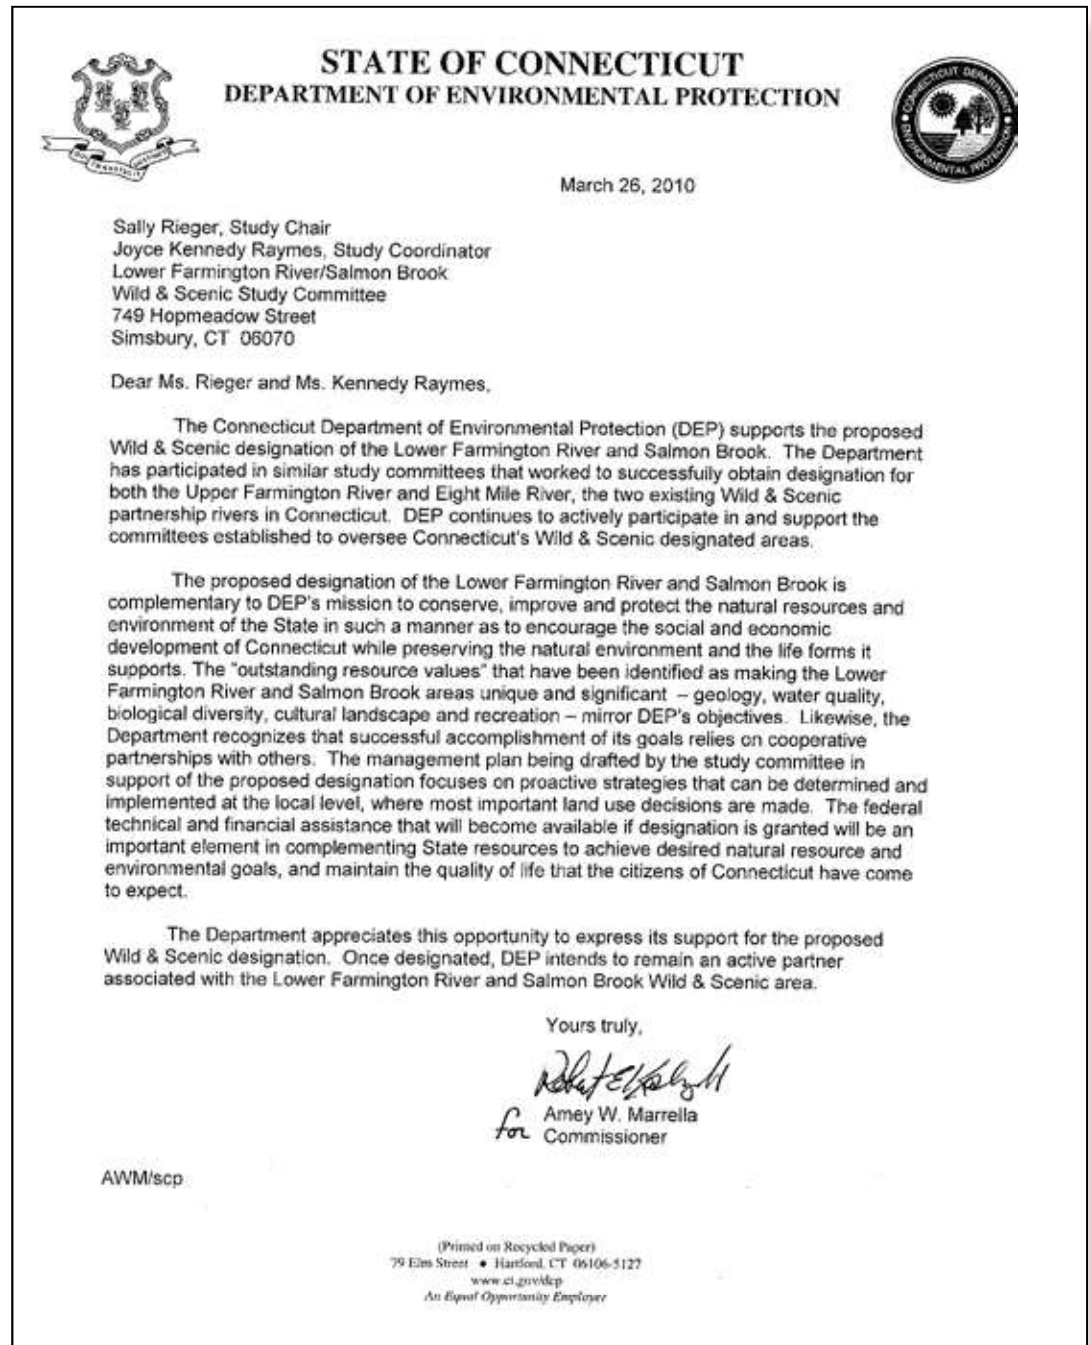 STATE OF CONNECTICUT
DEPARTMENT OF ENVIRONMENTAL PROTECTION
CONNECTICUT DEPARTMENT
ENVIRONMENTAL PROTECTION
March 26, 2010
Sally Rieger, Study Chair
Joyce Kennedy Raymes, Study Coordinator
Lower Farmington River/Salmon Brook
Wild & Scenic Study Committee
749 Hopmeadow Street
Simsbury, CT 06070
Dear Ms. Rieger and Ms. Kennedy Raymes,
The Connecticut Department of Environmental Protection (DEP) supports the proposed
Wild & Scenic designation of the Lower Farmington River and Salmon Brook. The Department
has participated in similar study committees that worked to successfully obtain designation for
both the Upper Farmington River and Eight Mile River, the two existing Wild & Scenic
partnership rivers in Connecticut. DEP continues to actively participate in and support the
committees established to oversee Connecticut's Wild & Scenic designated areas.
The proposed designation of the Lower Farmington River and Salmon Brook is
complementary to DEP's mission to conserve, improve and protect the natural resources and
environment of the State in such a manner as to encourage the social and economic
development of Connecticut while preserving the natural environment and the life forms it
supports. The "outstanding resource values" that have been identified as making the Lower
Farmington River and Salmon Brook areas unique and significant – geology, water quality,
biological diversity, cultural landscape and recreation – mirror DEP's objectives. Likewise, the
Department recognizes that successful accomplishment of its goals relies on cooperative
partnerships with others. The management plan being drafted by the study committee in
support of the proposed designation focuses on proactive strategies that can be determined and
implemented at the local level, where most important land use decisions are made. The federal
technical and financial assistance that will become available if designation is granted will be an
important element in complementing State resources to achieve desired natural resource and
environmental goals, and maintain the quality of life that the citizens of Connecticut have come
to expect.
The Department appreciates this opportunity to express its support for the proposed
Wild & Scenic designation. Once designated, DEP intends to remain an active partner
associated with the Lower Farmington River and Salmon Brook Wild & Scenic area.
Yours truly,
for Amey W. Marrella
Commissioner
AWM/scp
(Printed on Recycled Paper)
79 Elm Street • Hartford, CT 06106-5127
www.ct.gov/dep
An Equal Opportunity Employer